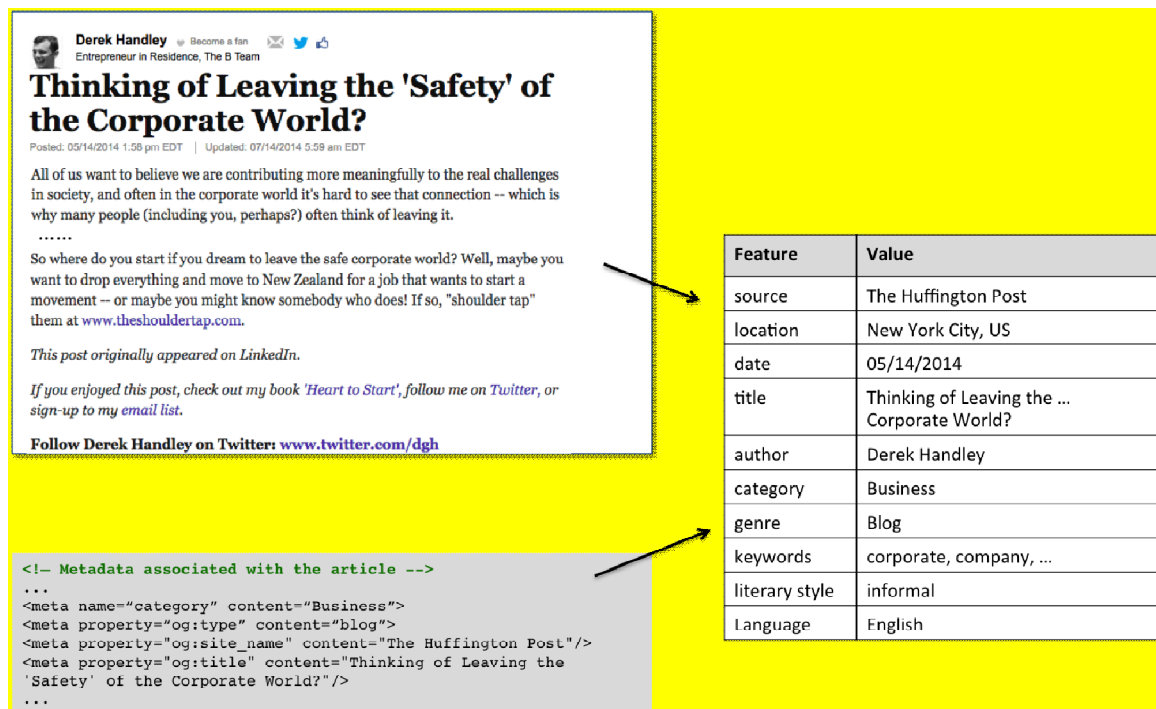 Derek Handley Become a fan
Entrepreneur in Residence, The B Team
Thinking of Leaving the 'Safety' of
the Corporate World?
Posted: 05/14/2014 1:58 pm EDT | Updated: 07/14/2014 5:59 am EDT
All of us want to believe we are contributing more meaningfully to the real challenges
in society, and often in the corporate world it's hard to see that connection -- which is
why many people (including you, perhaps?) often think of leaving it.
......
So where do you start if you dream to leave the safe corporate world? Well, maybe you
want to drop everything and move to New Zealand for a job that wants to start a
movement -- or maybe you might know somebody who does! If so, "shoulder tap"
them at www.theshouldertap.com.
This post originally appeared on LinkedIn.
If you enjoyed this post, check out my book 'Heart to Start', follow me on Twitter, or
sign-up to my email list.
Follow Derek Handley on Twitter: www.twitter.com/dgh
<!— Metadata associated with the article -->
...
<meta name="category" content="Business">
<meta property="og:type" content="blog">
<meta property="og:site_name" content="The Huffington Post"/>
<meta property="og:title" content="Thinking of Leaving the
'Safety' of the Corporate World?"/>
...
Feature Value
source The Huffington Post
location New York City, US
date 05/14/2014
title Thinking of Leaving the ...
Corporate World?
author Derek Handley
category Business
genre Blog
keywords corporate, company, ...
literary style informal
Language English